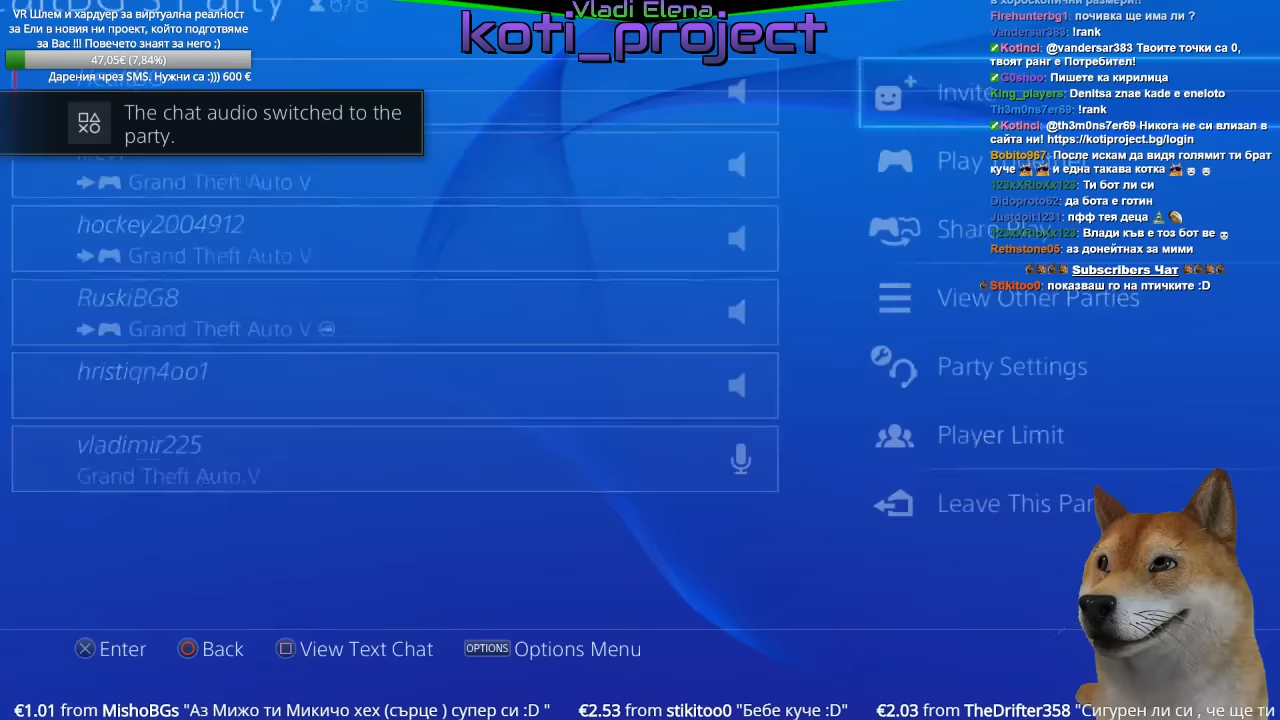 VR Шлем и хардуер за виртуална реалност
за Ели в новия ни проект, който подготвяме
за Вас !!! Повечето знаят за него ;)
47,05€ (7,84%)
Дарения чрез SMS. Нужни са :))) 600 €
Vladi Elena
koti_project
Party
6/8
The chat audio switched to the
party.
Grand Theft Auto V
hockey2004912
Grand Theft Auto V
RuskiBG8
Grand Theft Auto V
hristiqn4oo1
vladimir225
Grand Theft Auto V
Invite
Play
Share Play
View Other Parties
Party Settings
Player Limit
Leave This Par
Firehunterbg1: почивка ще има ли ?
Vandersar383: !rank
Kotinci: @vandersar383 Твоите точки са 0,
твоят ранг е Потребител!
G0shoo: Пишете ка кирилица
King_players: Denitsa znae kade e eneloto
Th3m0ns7er69: !rank
Kotinci: @th3m0ns7er69 Никога не си влизал в
сайта ни! https://kotiproject.bg/login
Bobito967: После искам да видя голямит ти брат
куче и една такава котка
123xXRioXx123: Ти бот ли си
Didoproto62: да бота е готин
Justdoit1231: пфф тея деца
123xXRioXx123: Влади къв е тоз бот ве
Rethstone05: аз донейтнах за мими
Subscribers Чат
Stikitoo0: показваш го на птичките :D
Enter
Back
View Text Chat
OPTIONS Options Menu
€1.01 from MishoBGs "Аз Мижо ти Микичо хех (сърце ) супер си :D "
€2.53 from stikitoo0 "Бебе куче :D"
€2.03 from TheDrifter358 "Сигурен ли си , че ще ти